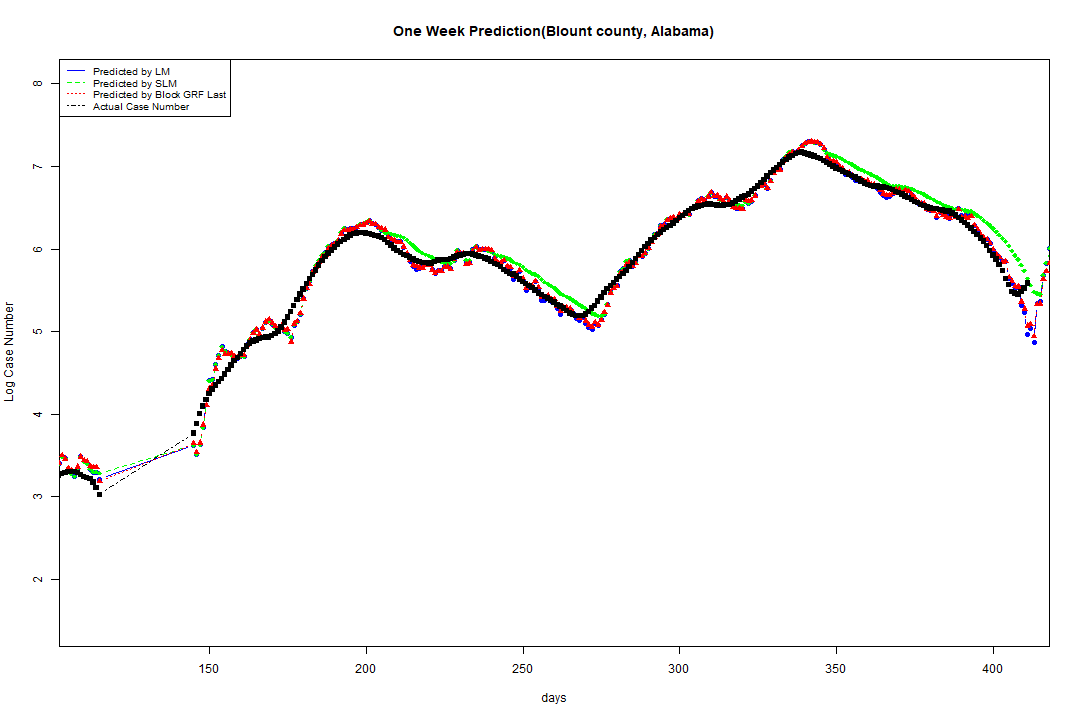 One Week Prediction(Blount county, Alabama)
Predicted by LM
Predicted by SLM
Predicted by Block GRF Last
Actual Case Number
8
7
6
5
4
3
2
Log Case Number
150 200 250 300 350 400
days